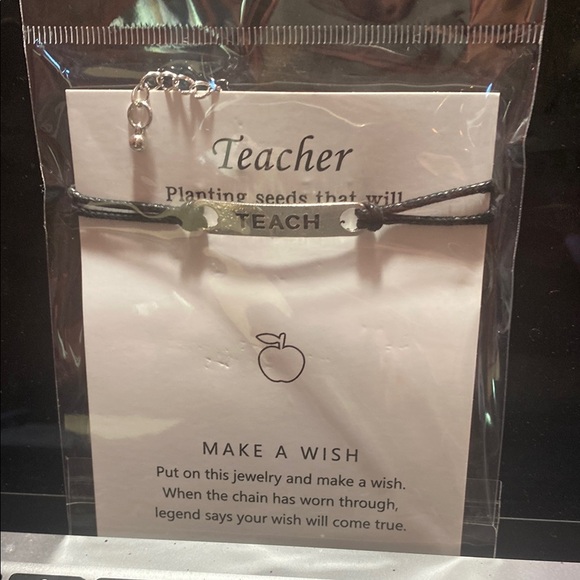 Teacher
Planting seeds that will
TEACH
MAKE A WISH
Put on this jewelry and make a wish.
When the chain has worn through,
legend says your wish will come true.